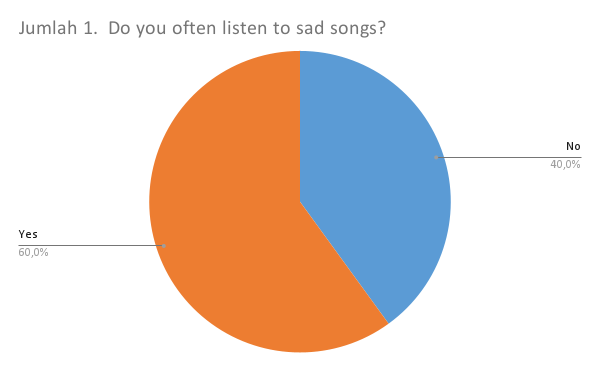 Jumlah 1.  Do you often listen to sad songs?
No
40,0%
Yes
60,0%